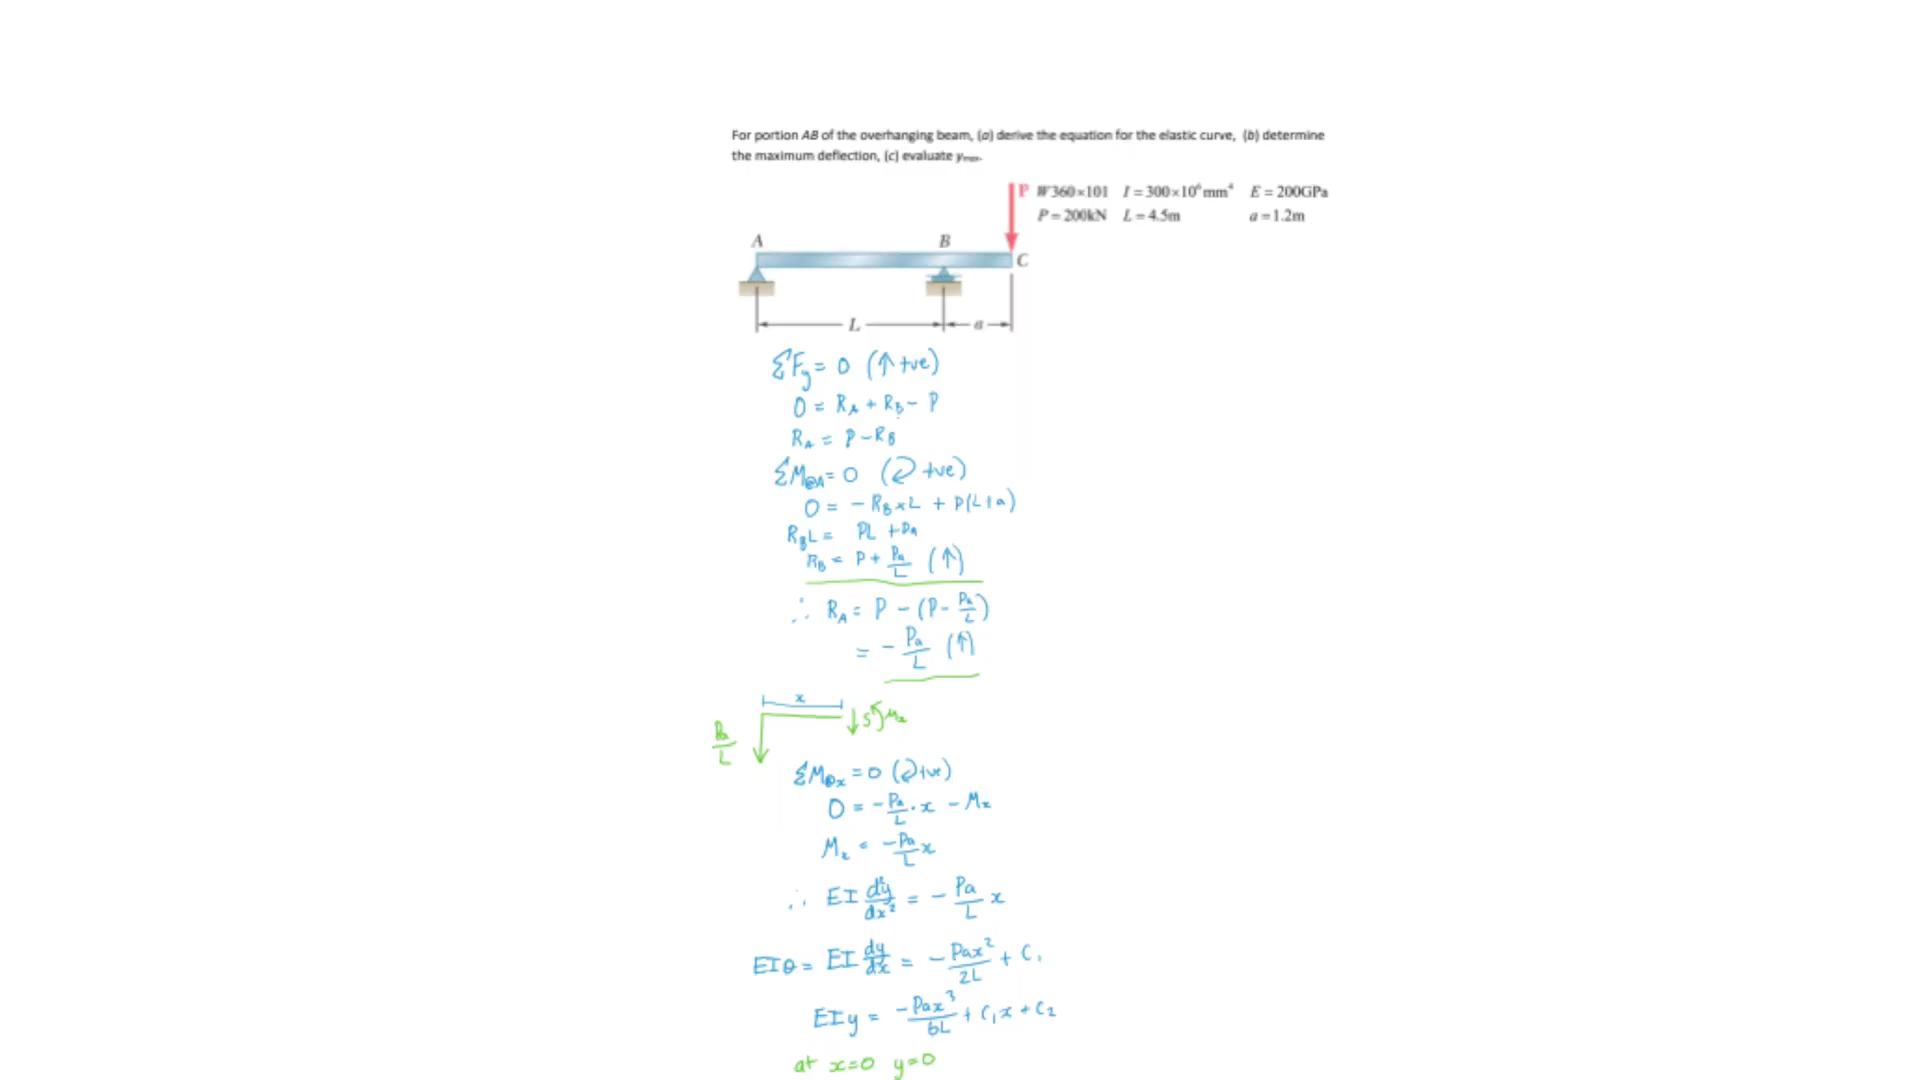 For portion AB of the overhanging beam, (a) derive the equation for the elastic curve, (b) determine
the maximum deflection, (c) evaluate ymax.
P W360×101 I = 300×10⁶mm⁴ E = 200GPa
P = 200kN L = 4.5m a = 1.2m
A B
C
L a
ΣFy = 0 (↑ +ve)
0 = RA + RB - P
RA = P - RB
ΣM@A = 0 (↻ +ve)
0 = - RB×L + P(L+a)
RBL = PL + Pa
RB = P + Pa/L (↑)
∴ RA = P - (P - Pa/L)
= - Pa/L (↑)
x
Pa/L ↓ S Mx
ΣM@x = 0 (↻ +ve)
0 = - Pa/L · x - Mx
Mx = - Pa/L x
∴ EI d²y/dx² = - Pa/L x
EIθ = EI dy/dx = - Pax²/2L + C₁
EIy = - Pax³/6L + C₁x + C₂
at x=0 y=0